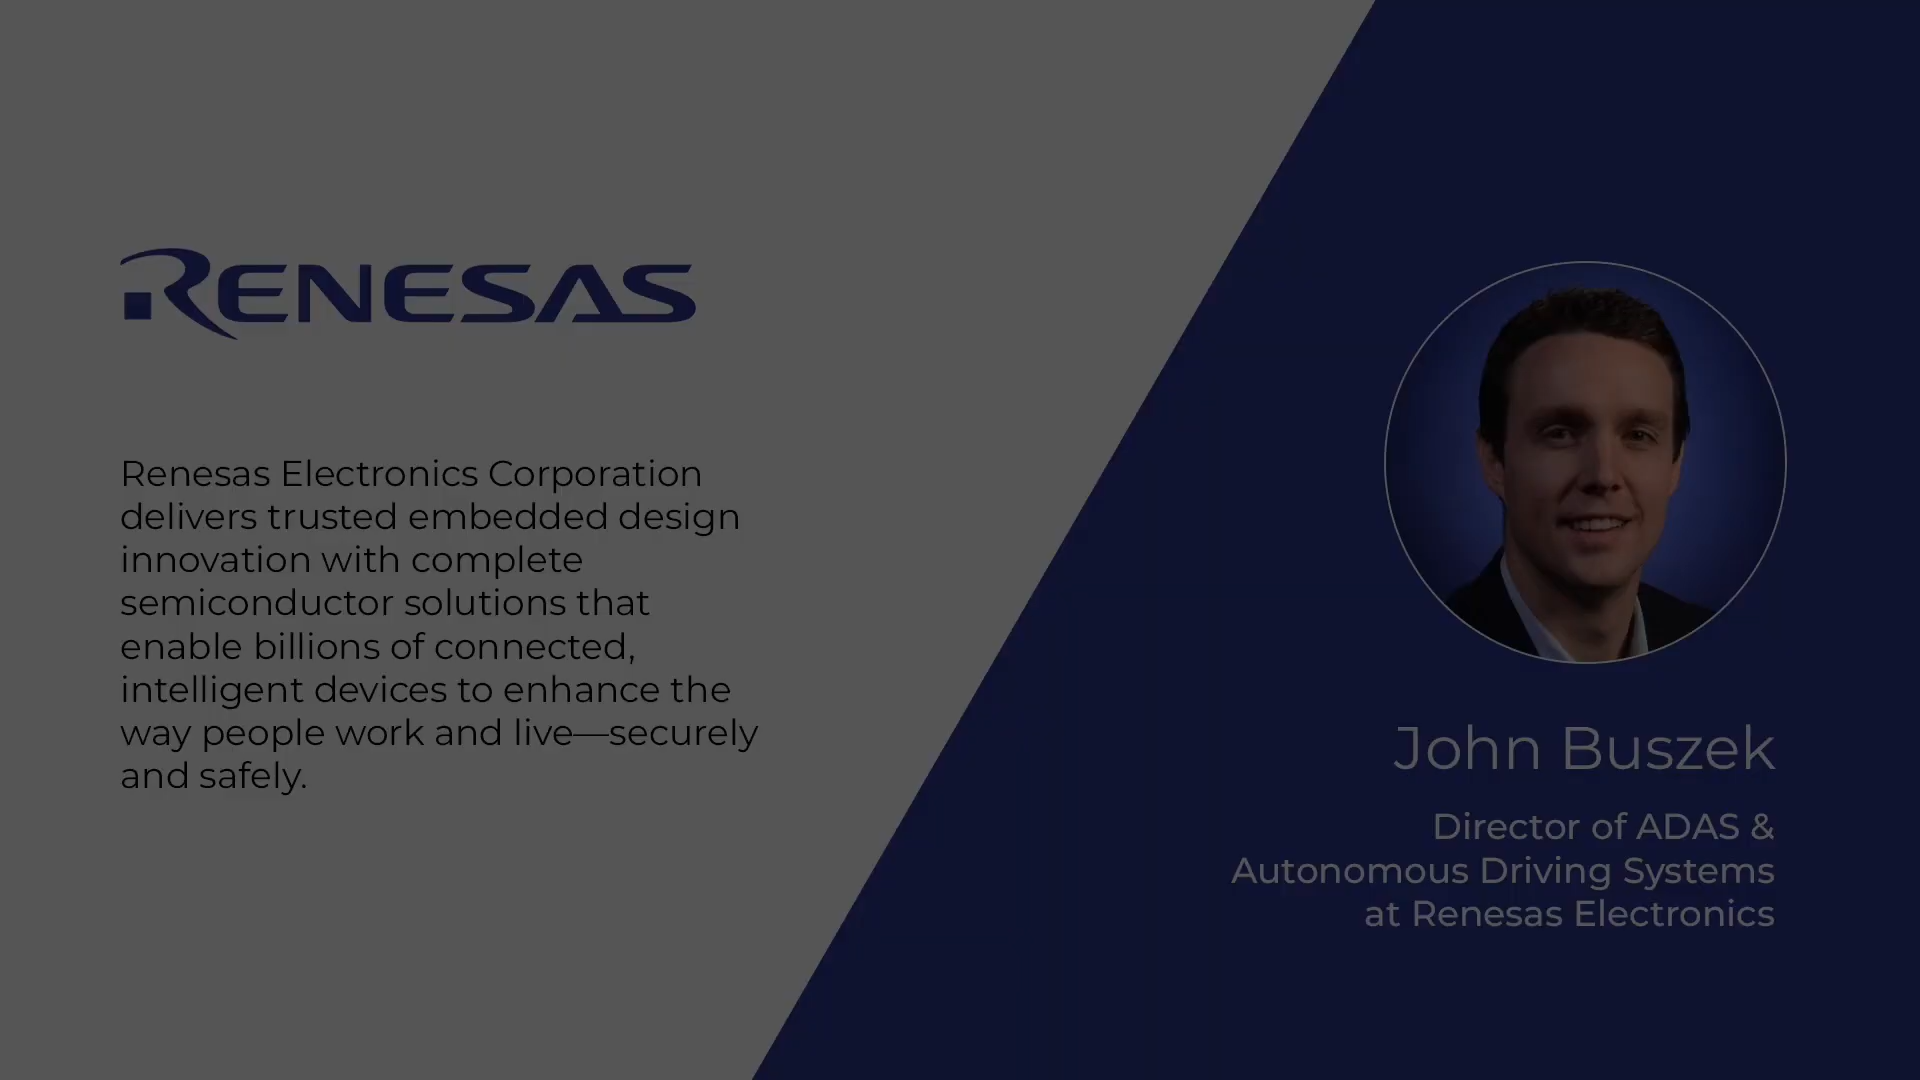 RENESAS
Renesas Electronics Corporation
delivers trusted embedded design
innovation with complete
semiconductor solutions that
enable billions of connected,
intelligent devices to enhance the
way people work and live—securely
and safely.
John Buszek
Director of ADAS &
Autonomous Driving Systems
at Renesas Electronics